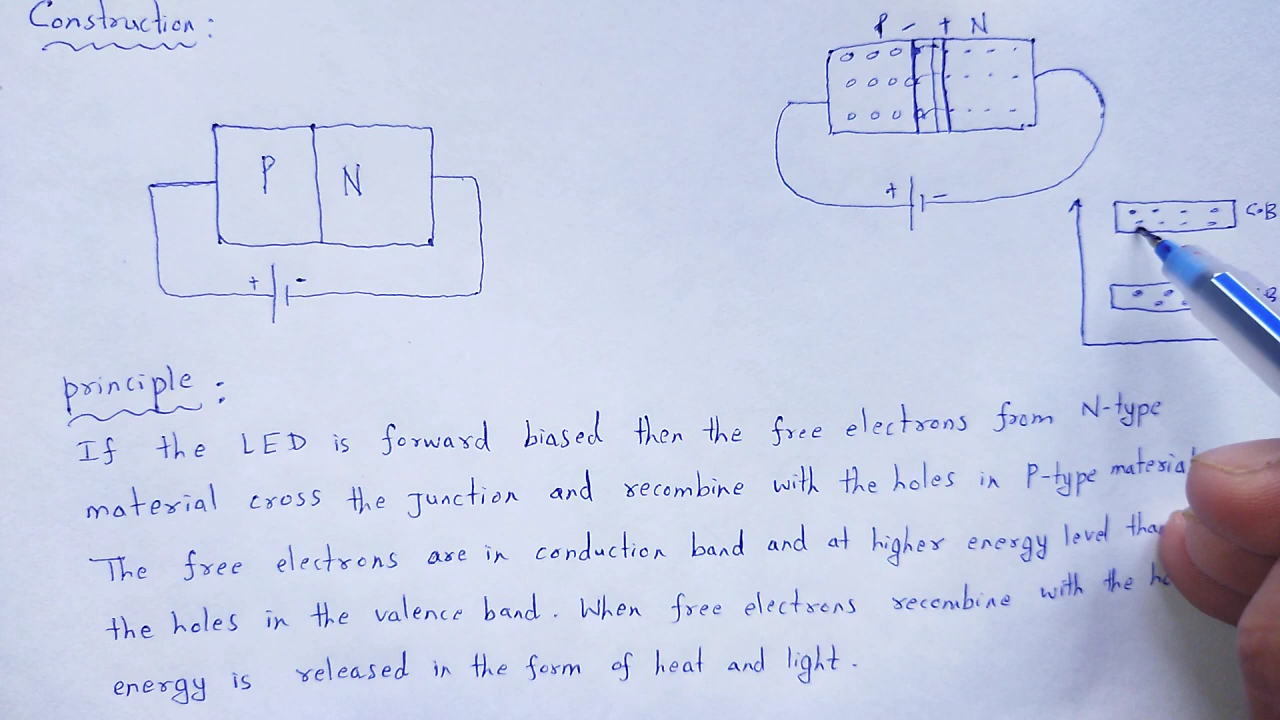 Construction :
P - + N
P N
+ -
+ -
C.B
B
principle :
If the LED is forward biased then the free electrons from N-type
material cross the junction and recombine with the holes in P-type material
The free electrons are in conduction band and at higher energy level than
the holes in the valence band. When free electrons recombine with the
energy is released in the form of heat and light.